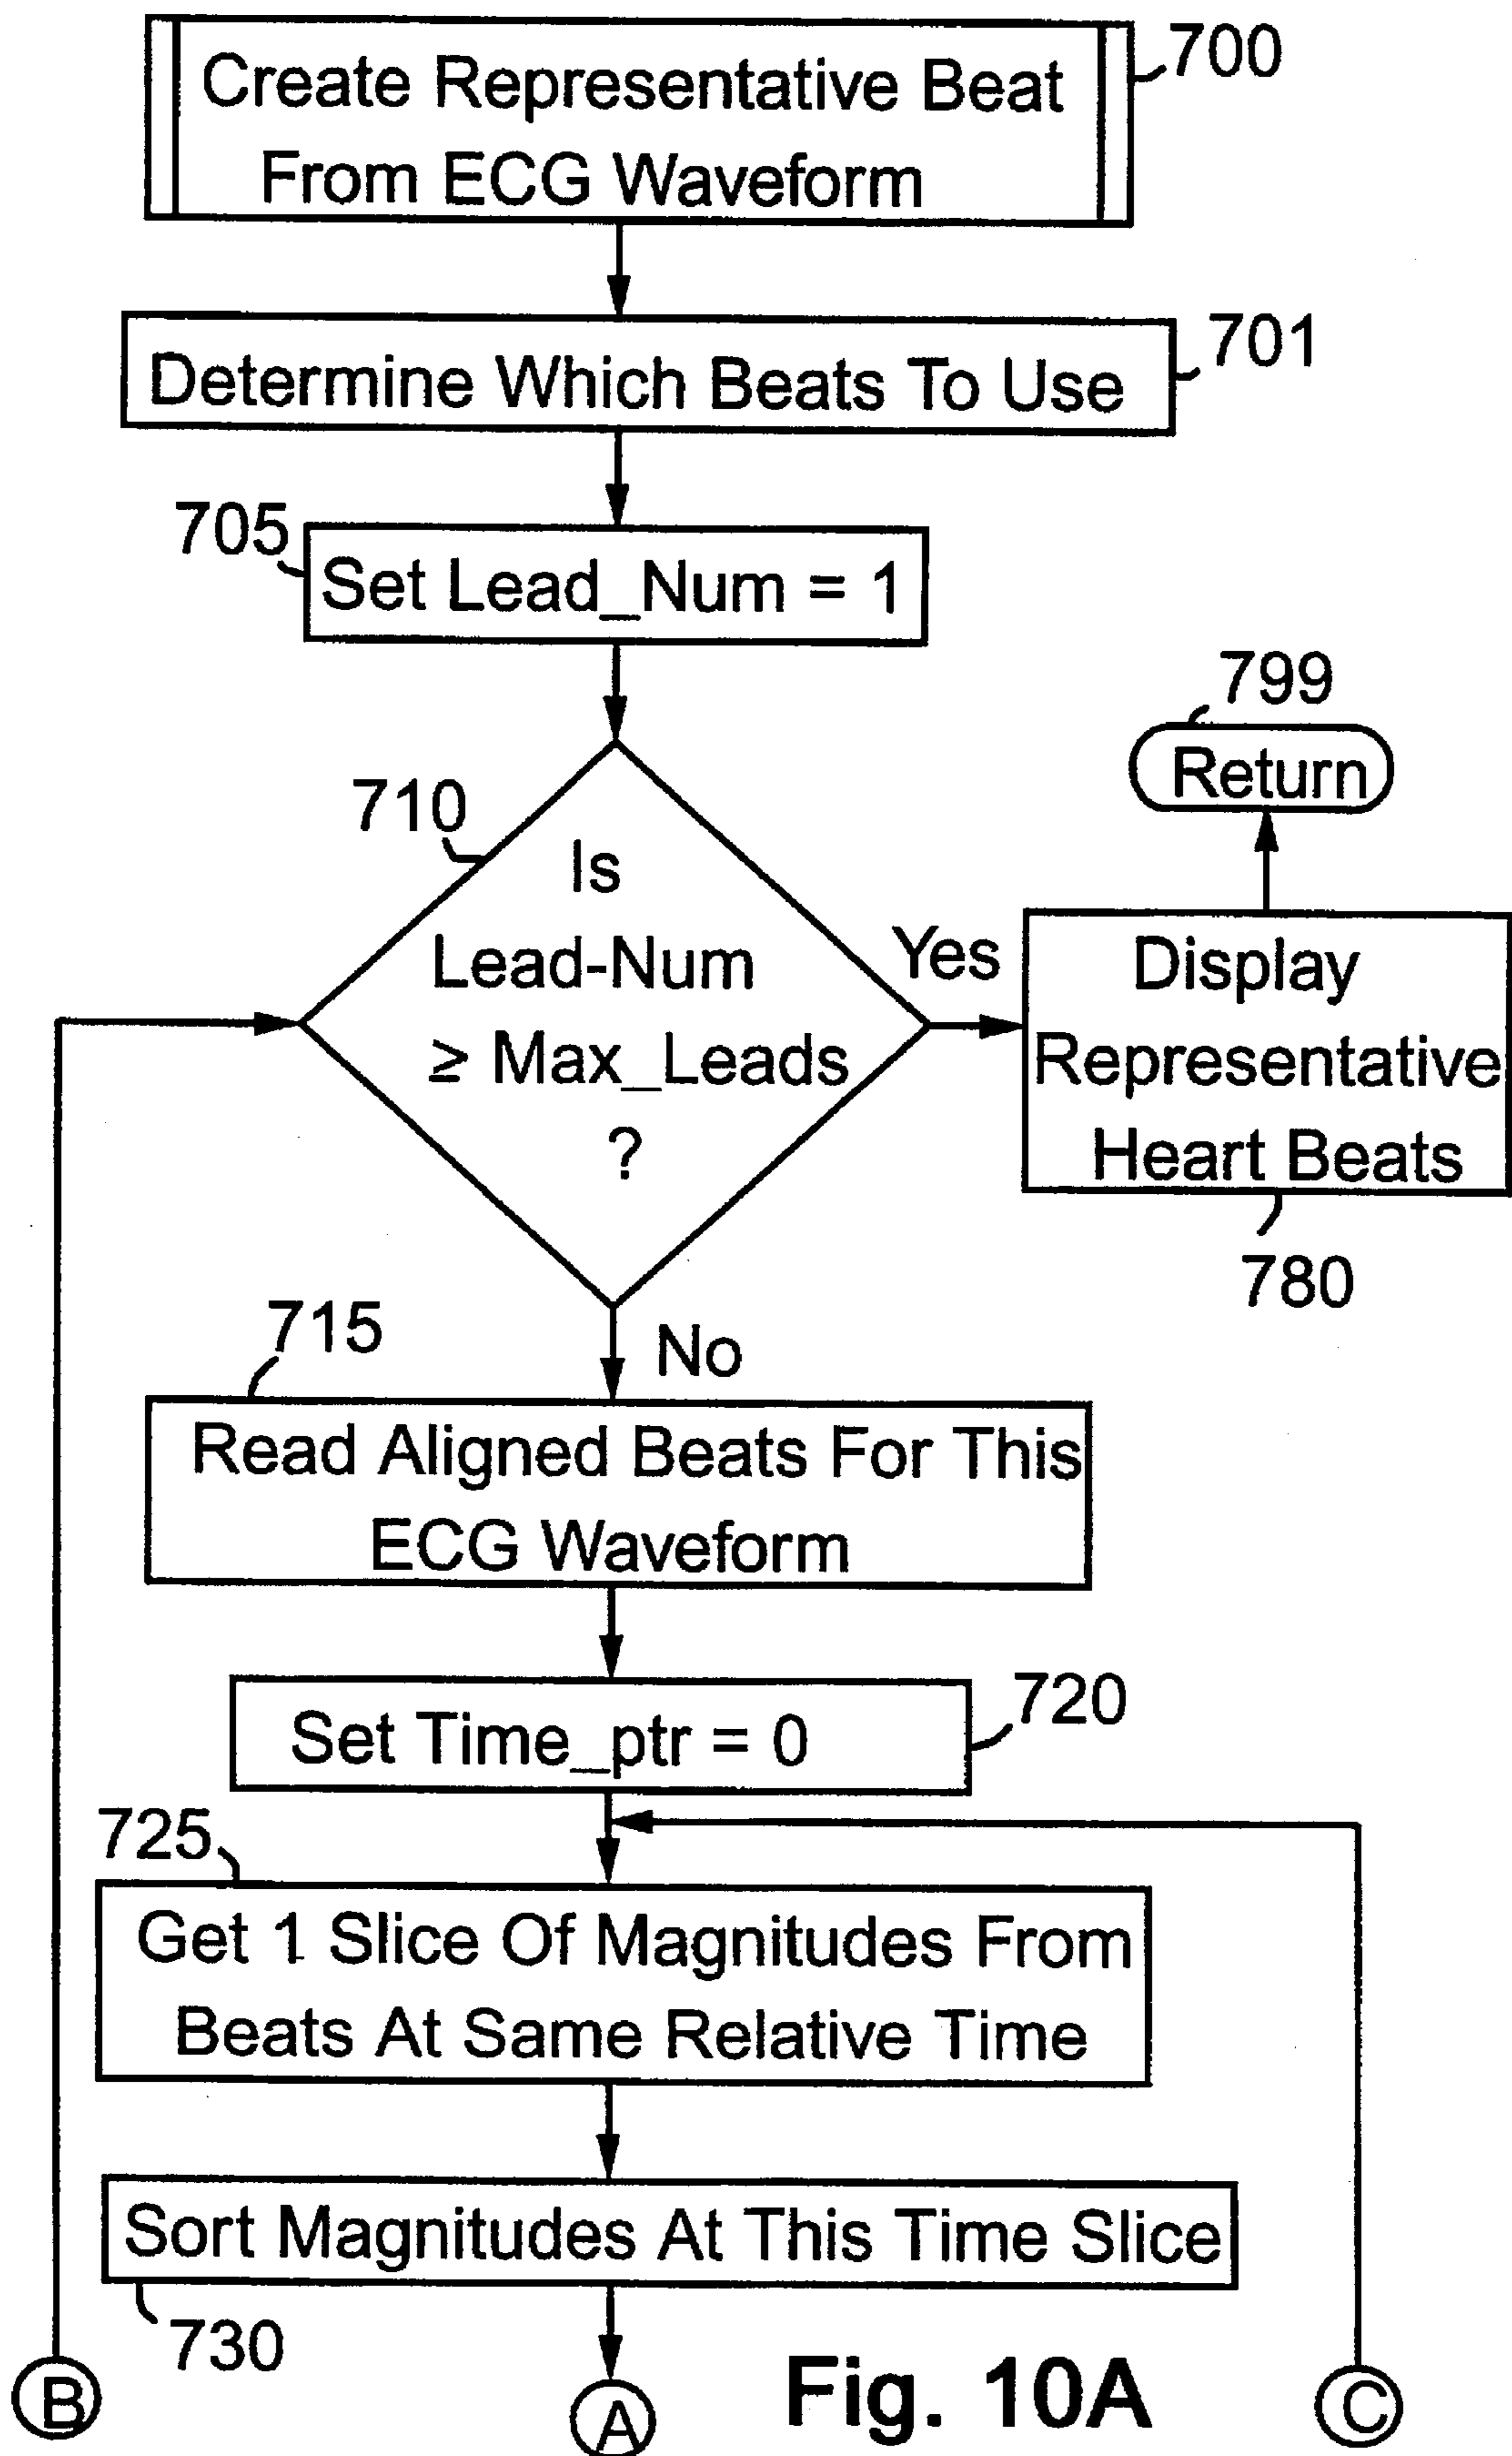 Create Representative Beat
From ECG Waveform
700
Determine Which Beats To Use
701
705
Set Lead_Num = 1
799
Return
710
Is
Lead-Num
≥ Max_Leads
?
Yes
Display
Representative
Heart Beats
780
715
No
Read Aligned Beats For This
ECG Waveform
720
Set Time_ptr = 0
725
Get 1 Slice Of Magnitudes From
Beats At Same Relative Time
Sort Magnitudes At This Time Slice
730
B
A
Fig. 10A
C